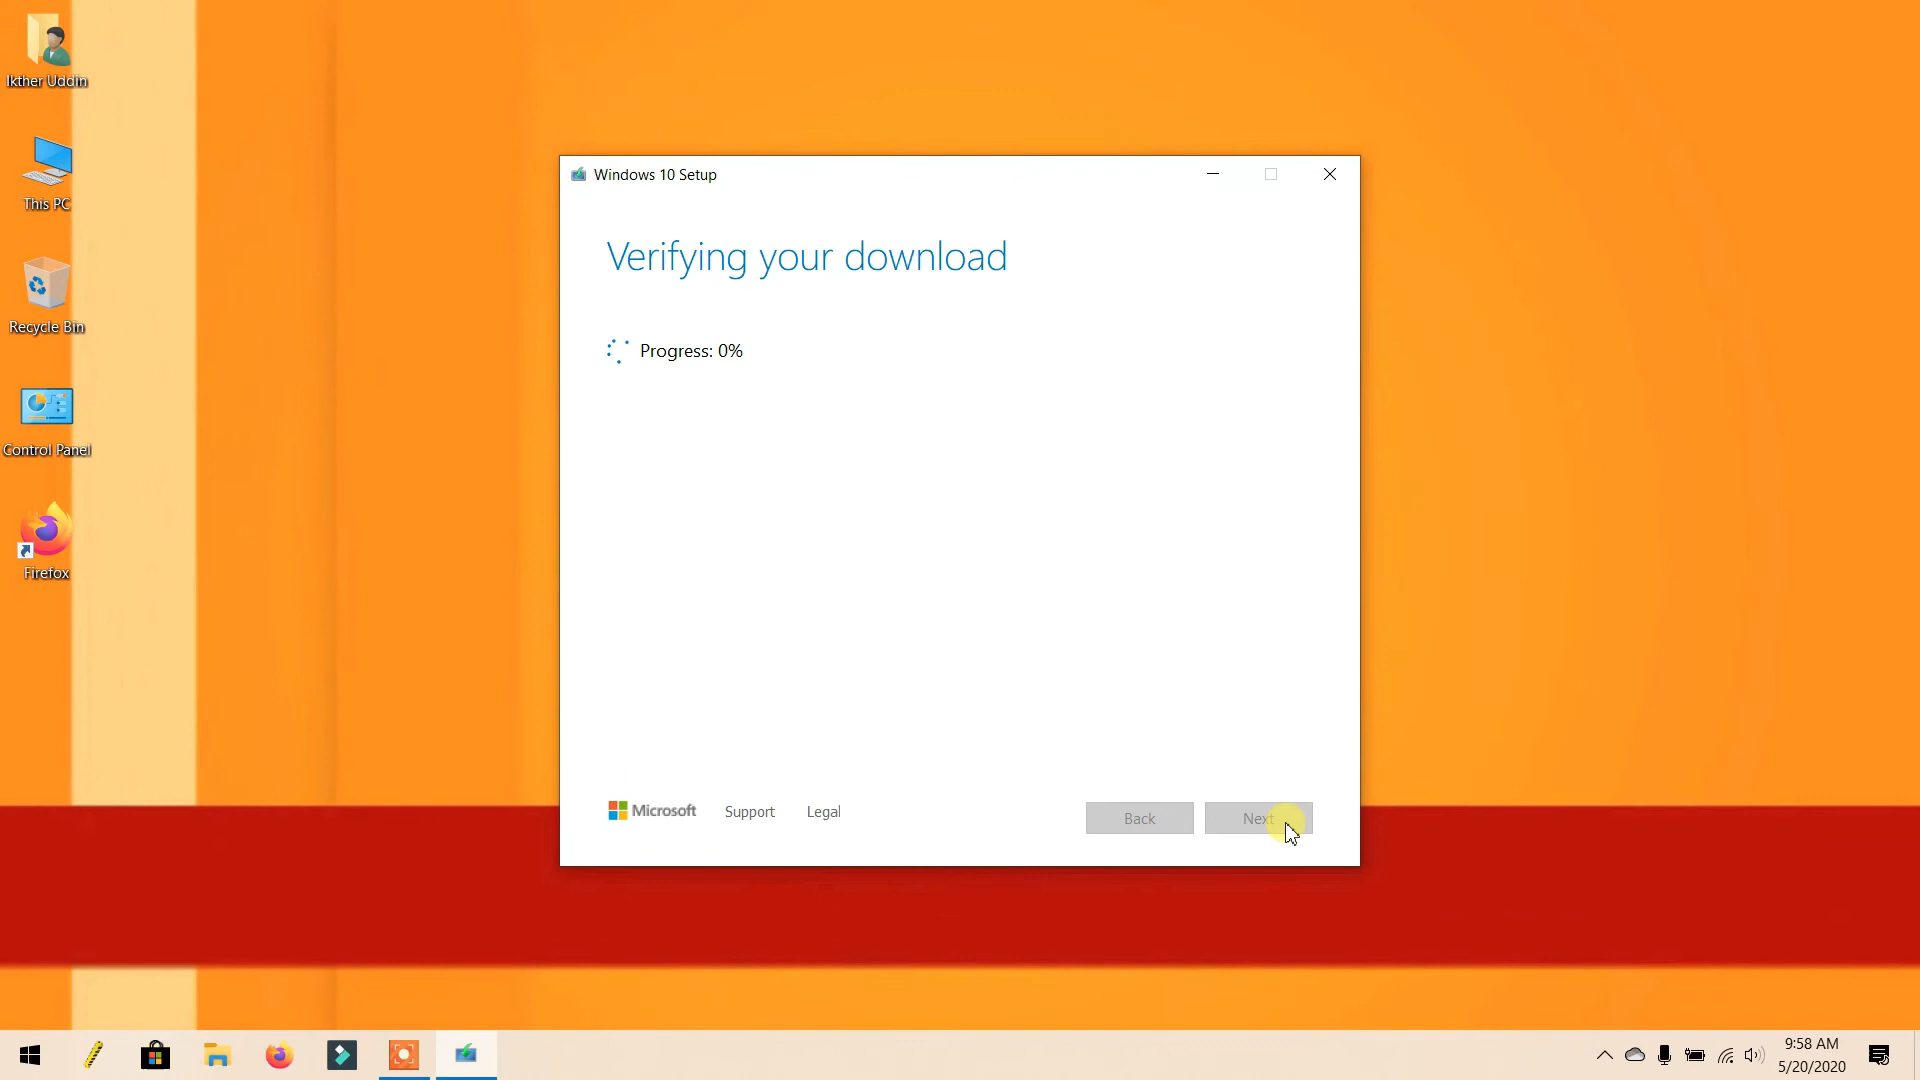 Ikther Uddin
This PC
Recycle Bin
Control Panel
Firefox
Windows 10 Setup
Verifying your download
Progress: 0%
Microsoft
Support
Legal
Back
Next
9:58 AM
5/20/2020